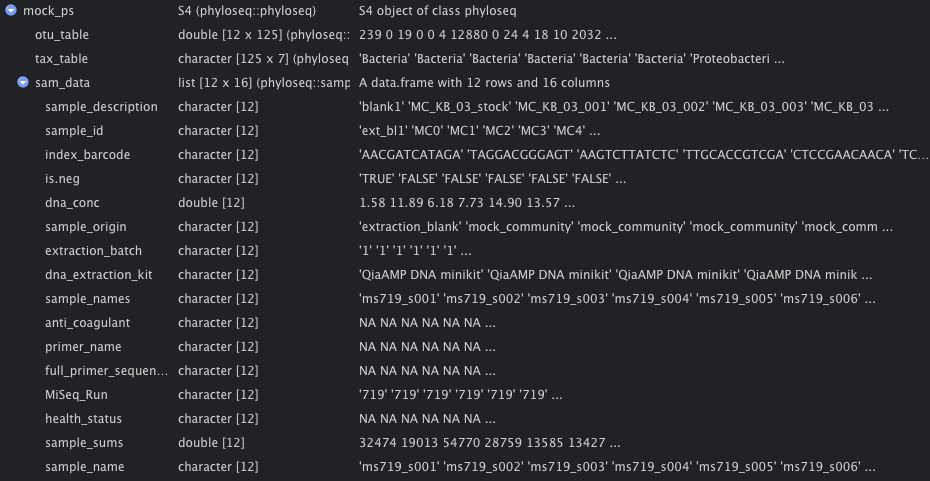 mock_ps S4 (phyloseq::phyloseq) S4 object of class phyloseq
otu_table double [12 x 125] (phyloseq:: 239 0 19 0 0 4 12880 0 24 4 18 10 2032 ...
tax_table character [125 x 7] (phyloseq 'Bacteria' 'Bacteria' 'Bacteria' 'Bacteria' 'Bacteria' 'Bacteria' 'Proteobacteri ...
sam_data list [12 x 16] (phyloseq::samp A data.frame with 12 rows and 16 columns
sample_description character [12] 'blank1' 'MC_KB_03_stock' 'MC_KB_03_001' 'MC_KB_03_002' 'MC_KB_03_003' 'MC_KB_03 ...
sample_id character [12] 'ext_bl1' 'MC0' 'MC1' 'MC2' 'MC3' 'MC4' ...
index_barcode character [12] 'AACGATCATAGA' 'TAGGACGGGAGT' 'AAGTCTTATCTC' 'TTGCACCGTCGA' 'CTCCGAACAACA' 'TC...
is.neg character [12] 'TRUE' 'FALSE' 'FALSE' 'FALSE' 'FALSE' 'FALSE' ...
dna_conc double [12] 1.58 11.89 6.18 7.73 14.90 13.57 ...
sample_origin character [12] 'extraction_blank' 'mock_community' 'mock_community' 'mock_community' 'mock_comm ...
extraction_batch character [12] '1' '1' '1' '1' '1' '1' ...
dna_extraction_kit character [12] 'QiaAMP DNA minikit' 'QiaAMP DNA minikit' 'QiaAMP DNA minikit' 'QiaAMP DNA minik ...
sample_names character [12] 'ms719_s001' 'ms719_s002' 'ms719_s003' 'ms719_s004' 'ms719_s005' 'ms719_s006' ...
anti_coagulant character [12] NA NA NA NA NA NA ...
primer_name character [12] NA NA NA NA NA NA ...
full_primer_sequen... character [12] NA NA NA NA NA NA ...
MiSeq_Run character [12] '719' '719' '719' '719' '719' '719' ...
health_status character [12] NA NA NA NA NA NA ...
sample_sums double [12] 32474 19013 54770 28759 13585 13427 ...
sample_name character [12] 'ms719_s001' 'ms719_s002' 'ms719_s003' 'ms719_s004' 'ms719_s005' 'ms719_s006' ...